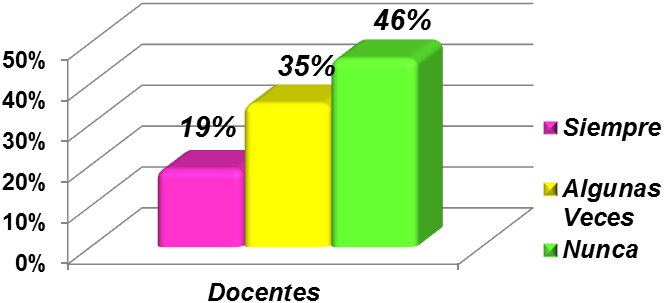 46%
35%
19%
50%
40%
30%
20%
10%
0%
Siempre
Algunas
Veces
Nunca
Docentes